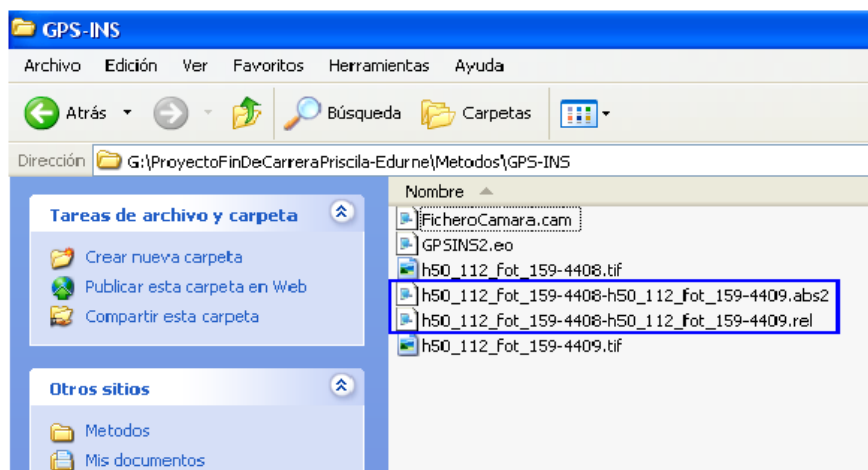 GPS-INS
Archivo Edición Ver Favoritos Herramientas Ayuda
Atrás Búsqueda Carpetas
Dirección G:\ProyectoFinDeCarreraPriscila-Edurne\Metodos\GPS-INS
Nombre
Tareas de archivo y carpeta
Crear nueva carpeta
Publicar esta carpeta en Web
Compartir esta carpeta
Otros sitios
Metodos
Mis documentos
FicheroCamara.cam
GPSINS2.eo
h50_112_fot_159-4408.tif
h50_112_fot_159-4408-h50_112_fot_159-4409.abs2
h50_112_fot_159-4408-h50_112_fot_159-4409.rel
h50_112_fot_159-4409.tif